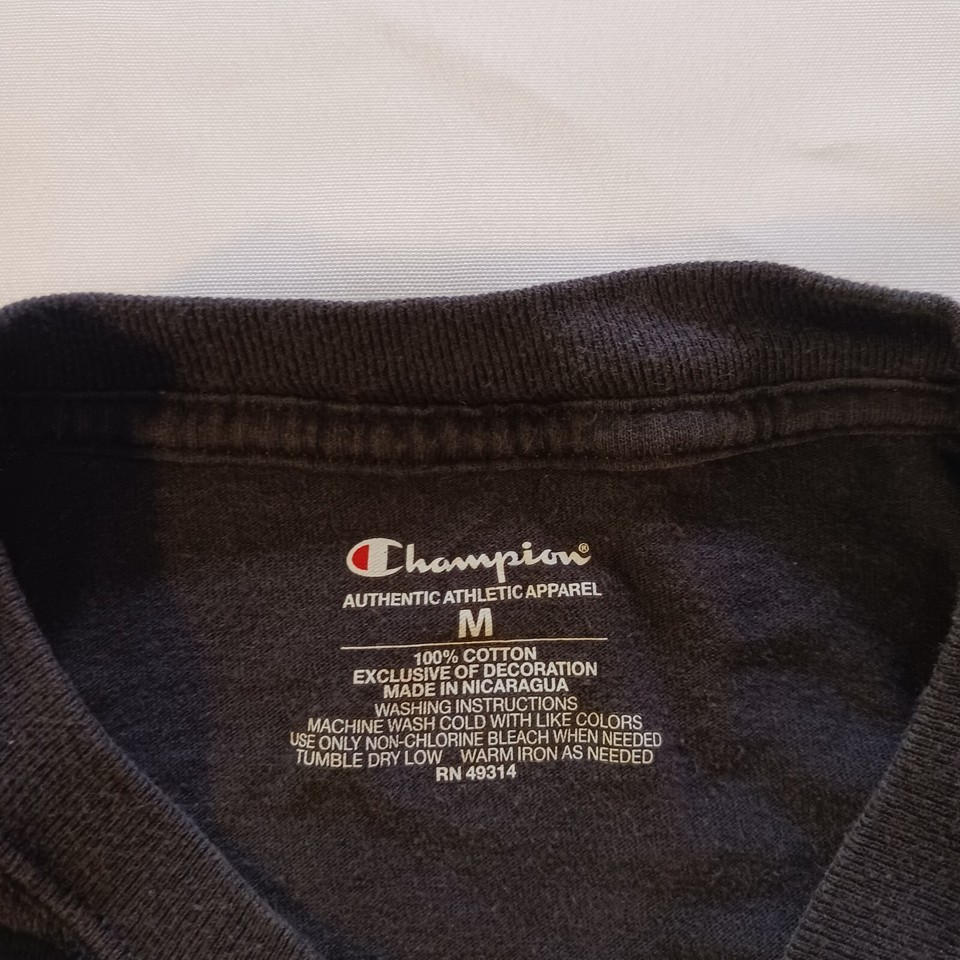 Champion®
AUTHENTIC ATHLETIC APPAREL
M
100% COTTON
EXCLUSIVE OF DECORATION
MADE IN NICARAGUA
WASHING INSTRUCTIONS
MACHINE WASH COLD WITH LIKE COLORS
USE ONLY NON-CHLORINE BLEACH WHEN NEEDED
TUMBLE DRY LOW WARM IRON AS NEEDED
RN 49314